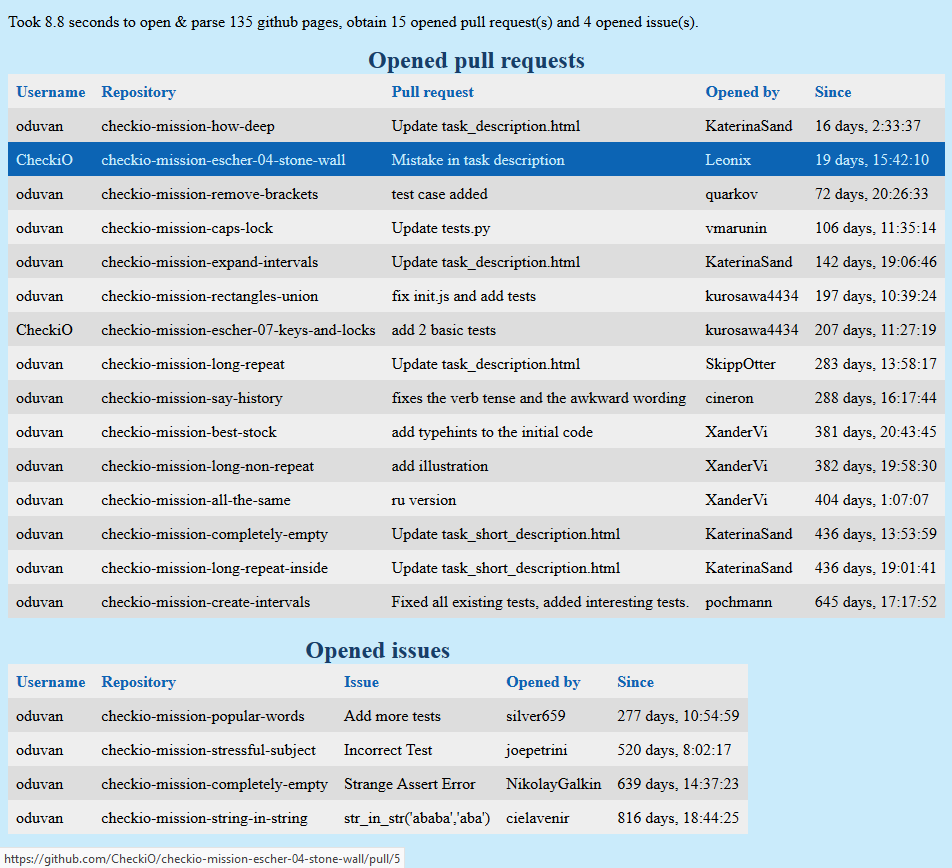 Took 8.8 seconds to open & parse 135 github pages, obtain 15 opened pull request(s) and 4 opened issue(s).
Opened pull requests
Username Repository Pull request Opened by Since
oduvan checkio-mission-how-deep Update task_description.html KaterinaSand 16 days, 2:33:37
CheckiO checkio-mission-escher-04-stone-wall Mistake in task description Leonix 19 days, 15:42:10
oduvan checkio-mission-remove-brackets test case added quarkov 72 days, 20:26:33
oduvan checkio-mission-caps-lock Update tests.py vmarunin 106 days, 11:35:14
oduvan checkio-mission-expand-intervals Update task_description.html KaterinaSand 142 days, 19:06:46
oduvan checkio-mission-rectangles-union fix init.js and add tests kurosawa4434 197 days, 10:39:24
CheckiO checkio-mission-escher-07-keys-and-locks add 2 basic tests kurosawa4434 207 days, 11:27:19
oduvan checkio-mission-long-repeat Update task_description.html SkippOtter 283 days, 13:58:17
oduvan checkio-mission-say-history fixes the verb tense and the awkward wording cineron 288 days, 16:17:44
oduvan checkio-mission-best-stock add typehints to the initial code XanderVi 381 days, 20:43:45
oduvan checkio-mission-long-non-repeat add illustration XanderVi 382 days, 19:58:30
oduvan checkio-mission-all-the-same ru version XanderVi 404 days, 1:07:07
oduvan checkio-mission-completely-empty Update task_short_description.html KaterinaSand 436 days, 13:53:59
oduvan checkio-mission-long-repeat-inside Update task_short_description.html KaterinaSand 436 days, 19:01:41
oduvan checkio-mission-create-intervals Fixed all existing tests, added interesting tests. pochmann 645 days, 17:17:52
Opened issues
Username Repository Issue Opened by Since
oduvan checkio-mission-popular-words Add more tests silver659 277 days, 10:54:59
oduvan checkio-mission-stressful-subject Incorrect Test joepetrini 520 days, 8:02:17
oduvan checkio-mission-completely-empty Strange Assert Error NikolayGalkin 639 days, 14:37:23
oduvan checkio-mission-string-in-string str_in_str('ababa','aba') cielavenir 816 days, 18:44:25
https://github.com/CheckiO/checkio-mission-escher-04-stone-wall/pull/5